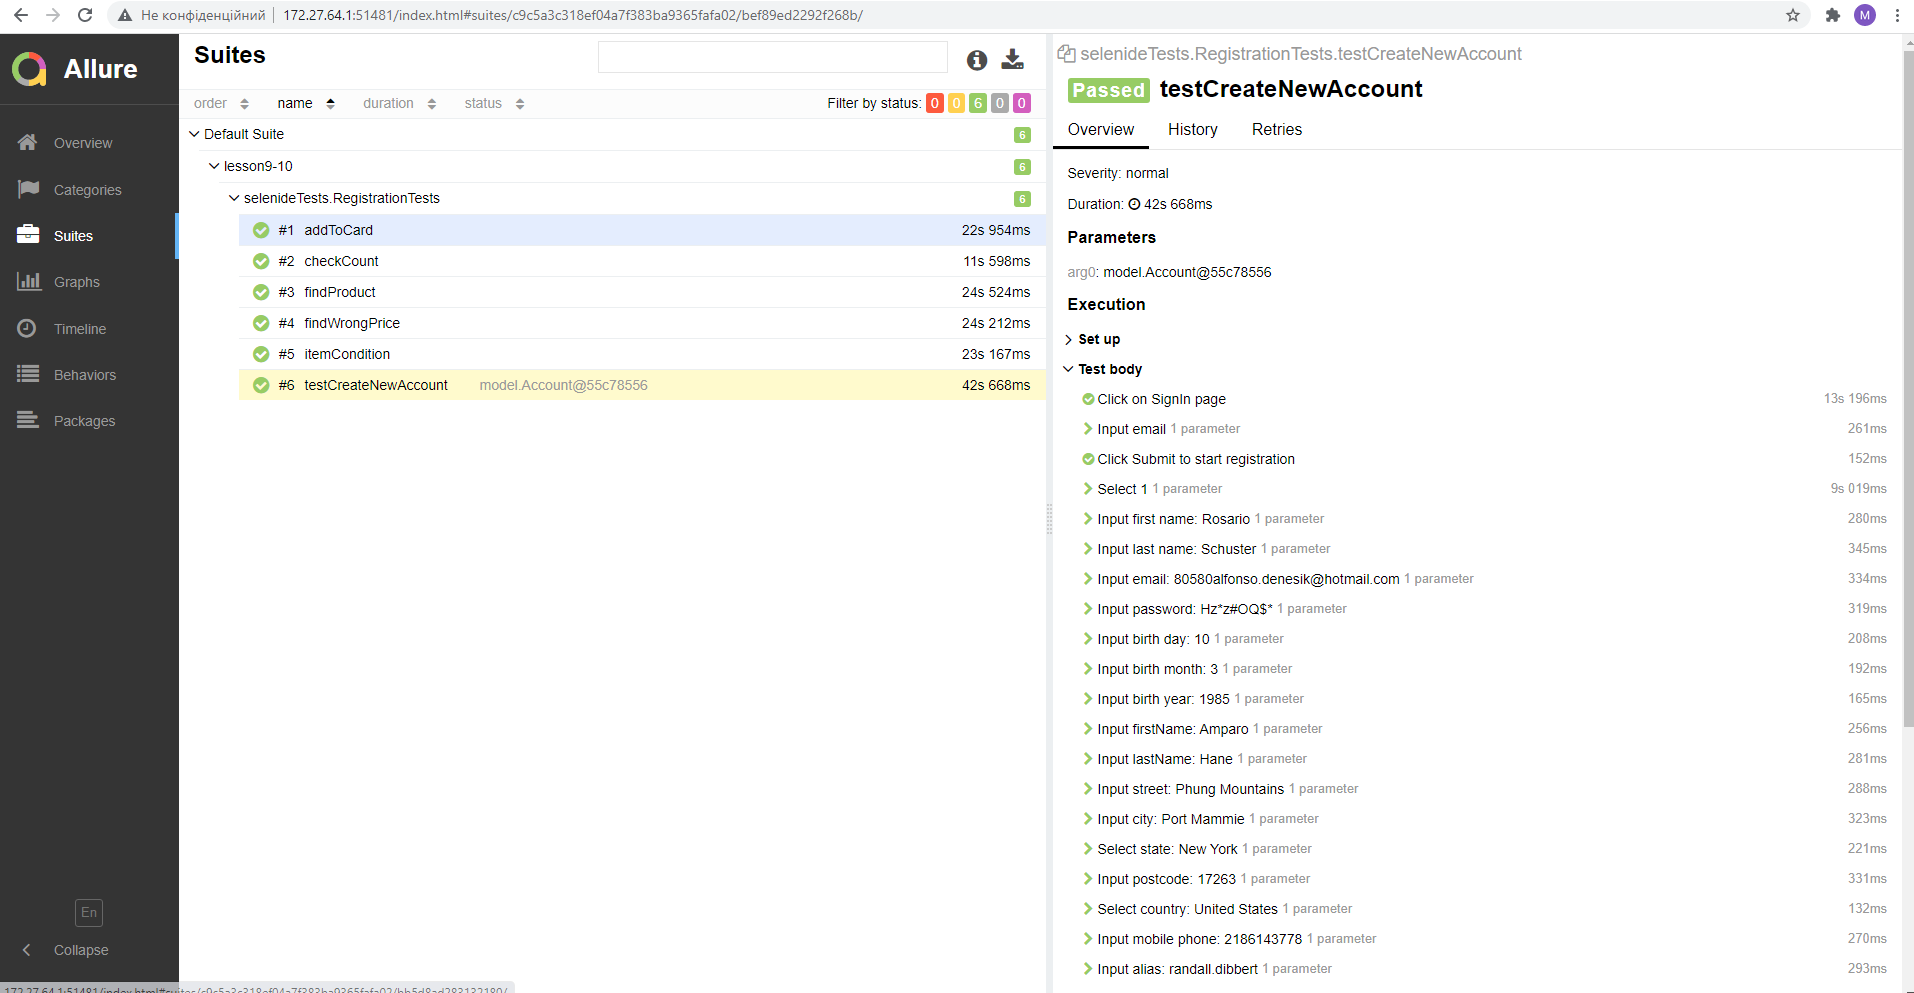 Не конфіденційний 172.27.64.1:51481/index.html#suites/c9c5a3c318ef04a7f383ba9365fafa02/bef89ed2292f268b/
M
Allure
Overview
Categories
Suites
Graphs
Timeline
Behaviors
Packages
En
Collapse
Suites
order name duration status Filter by status: 0 0 6 0 0
Default Suite 6
lesson9-10 6
selenideTests.RegistrationTests 6
#1 addToCard 22s 954ms
#2 checkCount 11s 598ms
#3 findProduct 24s 524ms
#4 findWrongPrice 24s 212ms
#5 itemCondition 23s 167ms
#6 testCreateNewAccount model.Account@55c78556 42s 668ms
selenideTests.RegistrationTests.testCreateNewAccount
Passed testCreateNewAccount
Overview History Retries
Severity: normal
Duration: 42s 668ms
Parameters
arg0: model.Account@55c78556
Execution
Set up
Test body
Click on SignIn page 13s 196ms
Input email 1 parameter 261ms
Click Submit to start registration 152ms
Select 1 1 parameter 9s 019ms
Input first name: Rosario 1 parameter 280ms
Input last name: Schuster 1 parameter 345ms
Input email: 80580alfonso.denesik@hotmail.com 1 parameter 334ms
Input password: Hz*z#OQ$* 1 parameter 319ms
Input birth day: 10 1 parameter 208ms
Input birth month: 3 1 parameter 192ms
Input birth year: 1985 1 parameter 165ms
Input firstName: Amparo 1 parameter 256ms
Input lastName: Hane 1 parameter 281ms
Input street: Phung Mountains 1 parameter 288ms
Input city: Port Mammie 1 parameter 323ms
Select state: New York 1 parameter 221ms
Input postcode: 17263 1 parameter 331ms
Select country: United States 1 parameter 132ms
Input mobile phone: 2186143778 1 parameter 270ms
Input alias: randall.dibbert 1 parameter 293ms